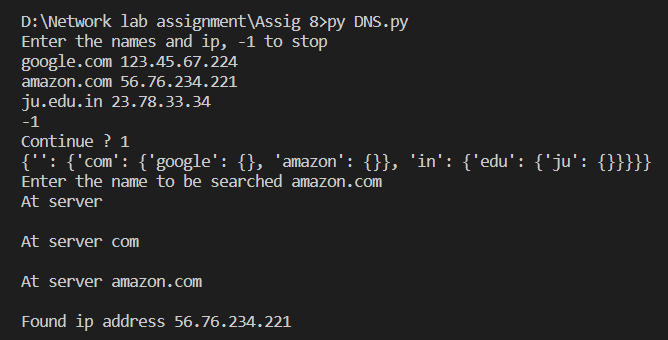 D:\Network lab assignment\Assig 8>py DNS.py
Enter the names and ip, -1 to stop
google.com 123.45.67.224
amazon.com 56.76.234.221
ju.edu.in 23.78.33.34
-1
Continue ? 1
{'': {'com': {'google': {}, 'amazon': {}}, 'in': {'edu': {'ju': {}}}}}
Enter the name to be searched amazon.com
At server
At server com
At server amazon.com
Found ip address 56.76.234.221